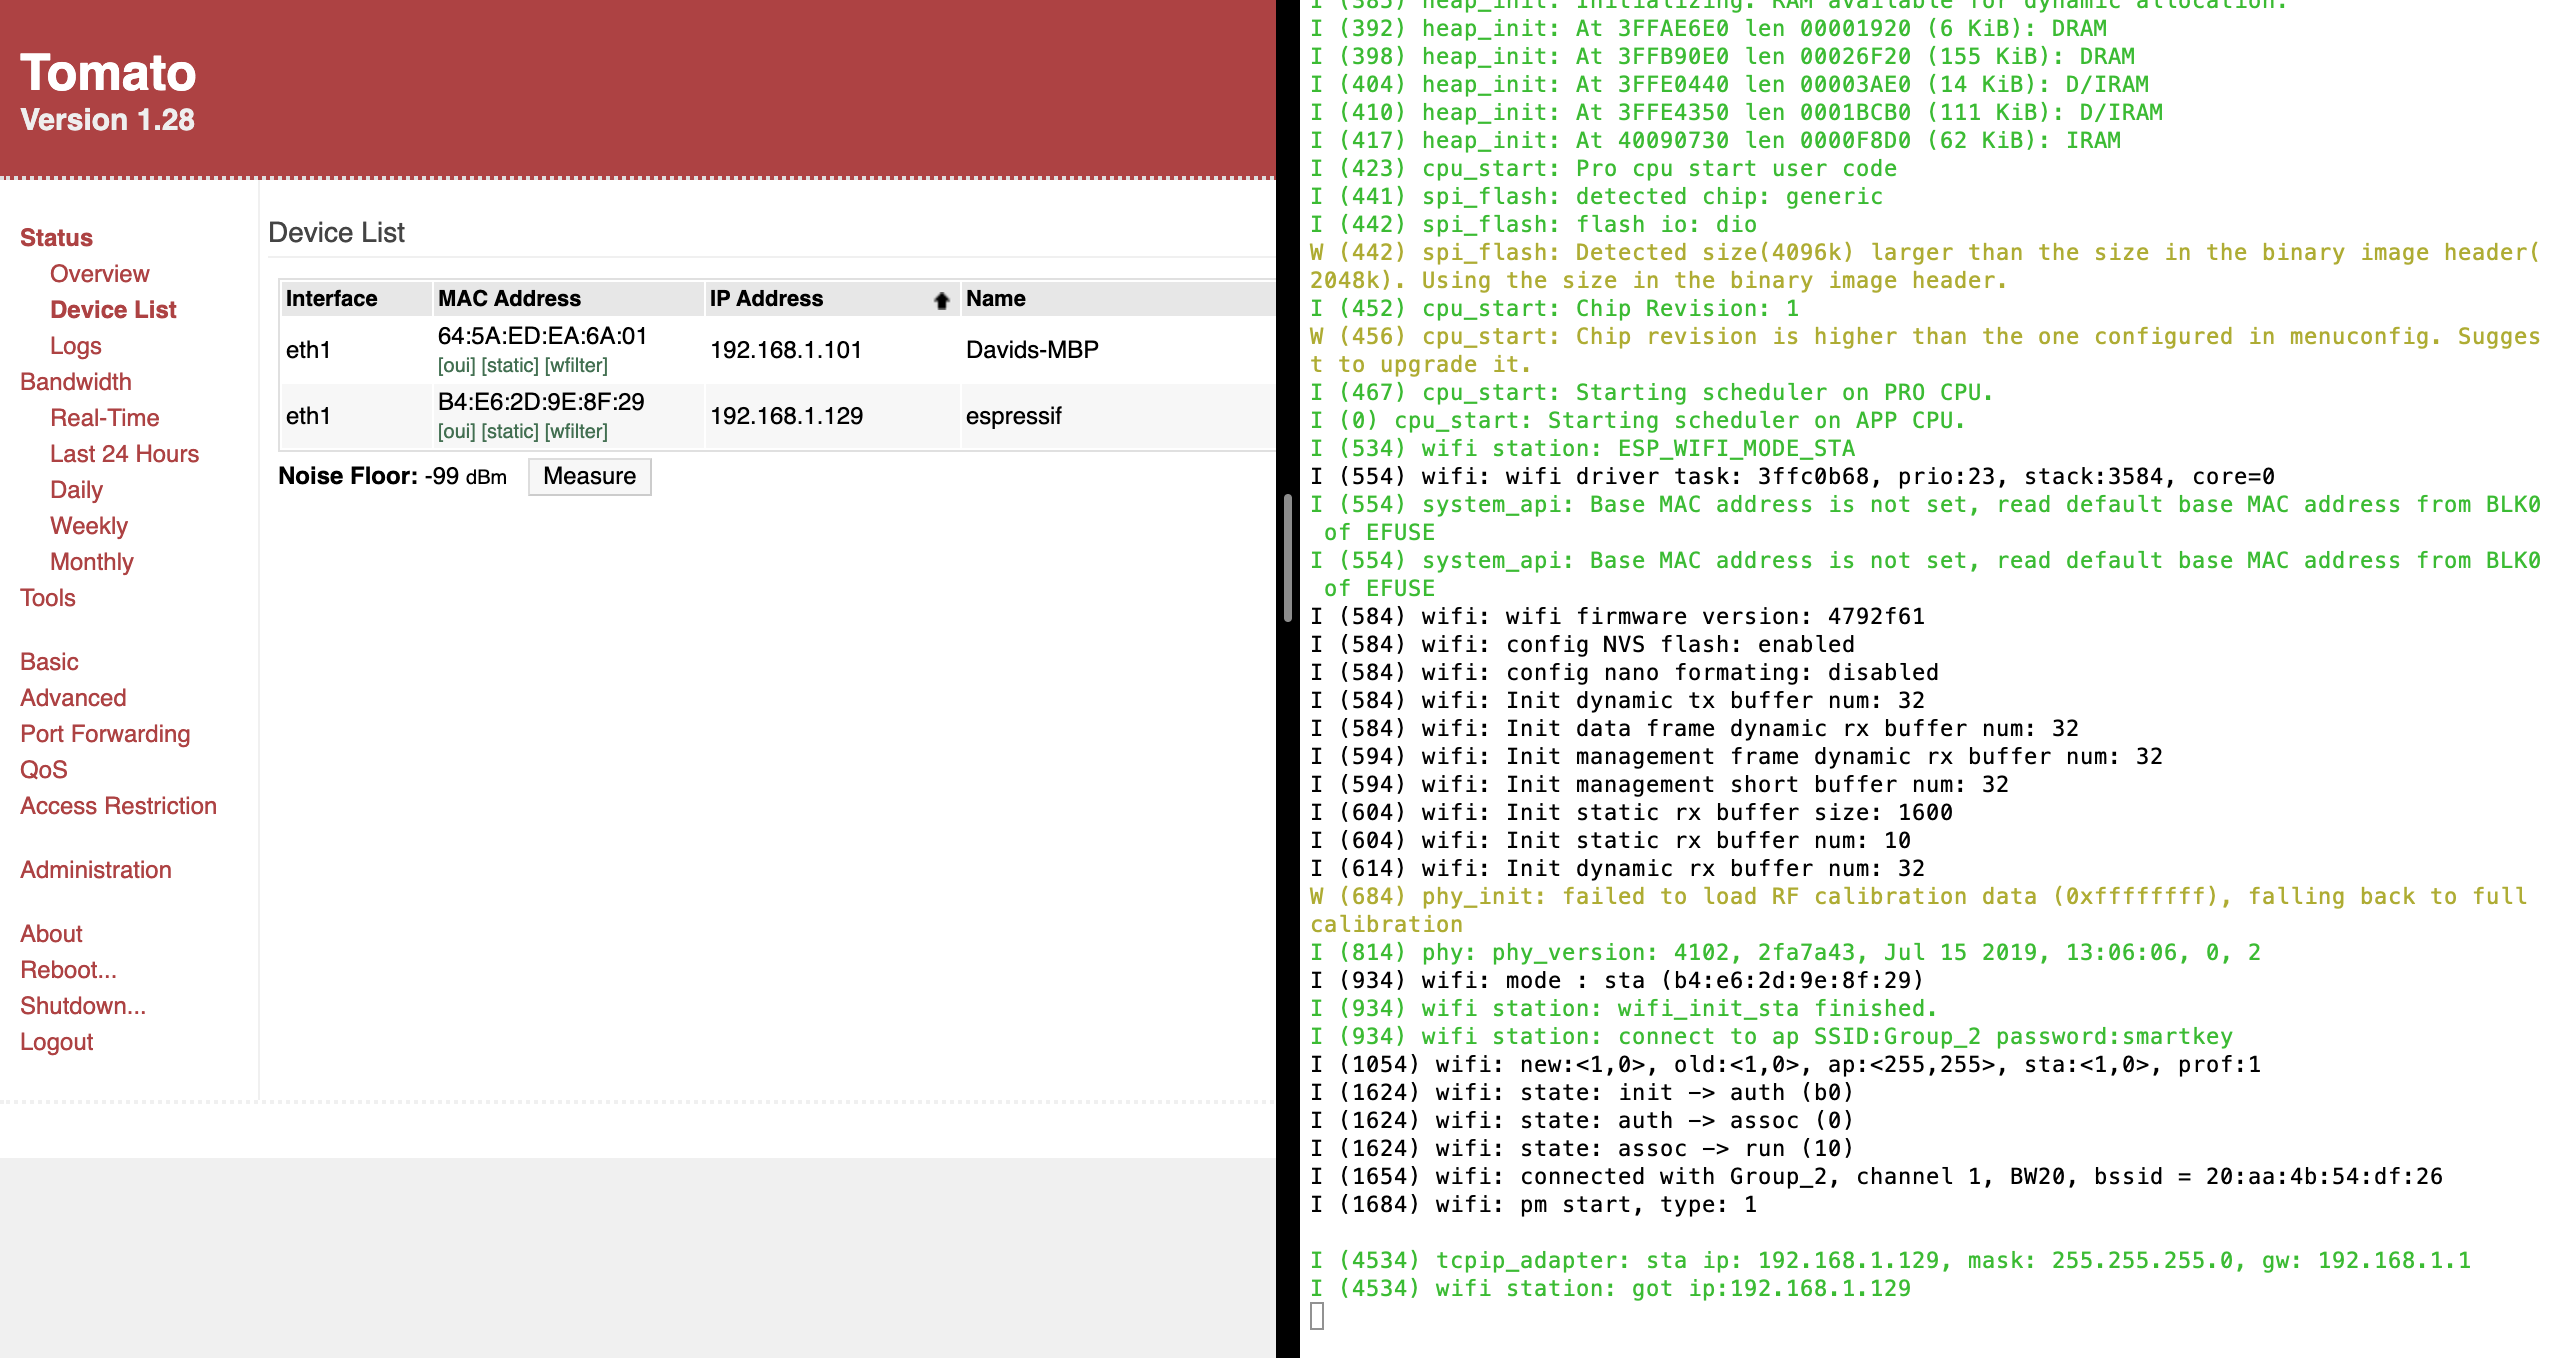 Tomato
Version 1.28
Status
Overview
Device List
Logs
Bandwidth
Real-Time
Last 24 Hours
Daily
Weekly
Monthly
Tools
Basic
Advanced
Port Forwarding
QoS
Access Restriction
Administration
About
Reboot...
Shutdown...
Logout
Device List
Interface MAC Address IP Address Name
eth1 64:5A:ED:EA:6A:01 192.168.1.101 Davids-MBP
[oui] [static] [wfilter]
eth1 B4:E6:2D:9E:8F:29 192.168.1.129 espressif
[oui] [static] [wfilter]
Noise Floor: -99 dBm Measure
I (385) heap_init: Initializing. RAM available for dynamic allocation:
I (392) heap_init: At 3FFAE6E0 len 00001920 (6 KiB): DRAM
I (398) heap_init: At 3FFB90E0 len 00026F20 (155 KiB): DRAM
I (404) heap_init: At 3FFE0440 len 00003AE0 (14 KiB): D/IRAM
I (410) heap_init: At 3FFE4350 len 0001BCB0 (111 KiB): D/IRAM
I (417) heap_init: At 40090730 len 0000F8D0 (62 KiB): IRAM
I (423) cpu_start: Pro cpu start user code
I (441) spi_flash: detected chip: generic
I (442) spi_flash: flash io: dio
W (442) spi_flash: Detected size(4096k) larger than the size in the binary image header(
2048k). Using the size in the binary image header.
I (452) cpu_start: Chip Revision: 1
W (456) cpu_start: Chip revision is higher than the one configured in menuconfig. Sugges
t to upgrade it.
I (467) cpu_start: Starting scheduler on PRO CPU.
I (0) cpu_start: Starting scheduler on APP CPU.
I (534) wifi station: ESP_WIFI_MODE_STA
I (554) wifi: wifi driver task: 3ffc0b68, prio:23, stack:3584, core=0
I (554) system_api: Base MAC address is not set, read default base MAC address from BLK0
of EFUSE
I (554) system_api: Base MAC address is not set, read default base MAC address from BLK0
of EFUSE
I (584) wifi: wifi firmware version: 4792f61
I (584) wifi: config NVS flash: enabled
I (584) wifi: config nano formating: disabled
I (584) wifi: Init dynamic tx buffer num: 32
I (584) wifi: Init data frame dynamic rx buffer num: 32
I (594) wifi: Init management frame dynamic rx buffer num: 32
I (594) wifi: Init management short buffer num: 32
I (604) wifi: Init static rx buffer size: 1600
I (604) wifi: Init static rx buffer num: 10
I (614) wifi: Init dynamic rx buffer num: 32
W (684) phy_init: failed to load RF calibration data (0xffffffff), falling back to full
calibration
I (814) phy: phy_version: 4102, 2fa7a43, Jul 15 2019, 13:06:06, 0, 2
I (934) wifi: mode : sta (b4:e6:2d:9e:8f:29)
I (934) wifi station: wifi_init_sta finished.
I (934) wifi station: connect to ap SSID:Group_2 password:smartkey
I (1054) wifi: new:<1,0>, old:<1,0>, ap:<255,255>, sta:<1,0>, prof:1
I (1624) wifi: state: init -> auth (b0)
I (1624) wifi: state: auth -> assoc (0)
I (1624) wifi: state: assoc -> run (10)
I (1654) wifi: connected with Group_2, channel 1, BW20, bssid = 20:aa:4b:54:df:26
I (1684) wifi: pm start, type: 1
I (4534) tcpip_adapter: sta ip: 192.168.1.129, mask: 255.255.255.0, gw: 192.168.1.1
I (4534) wifi station: got ip:192.168.1.129